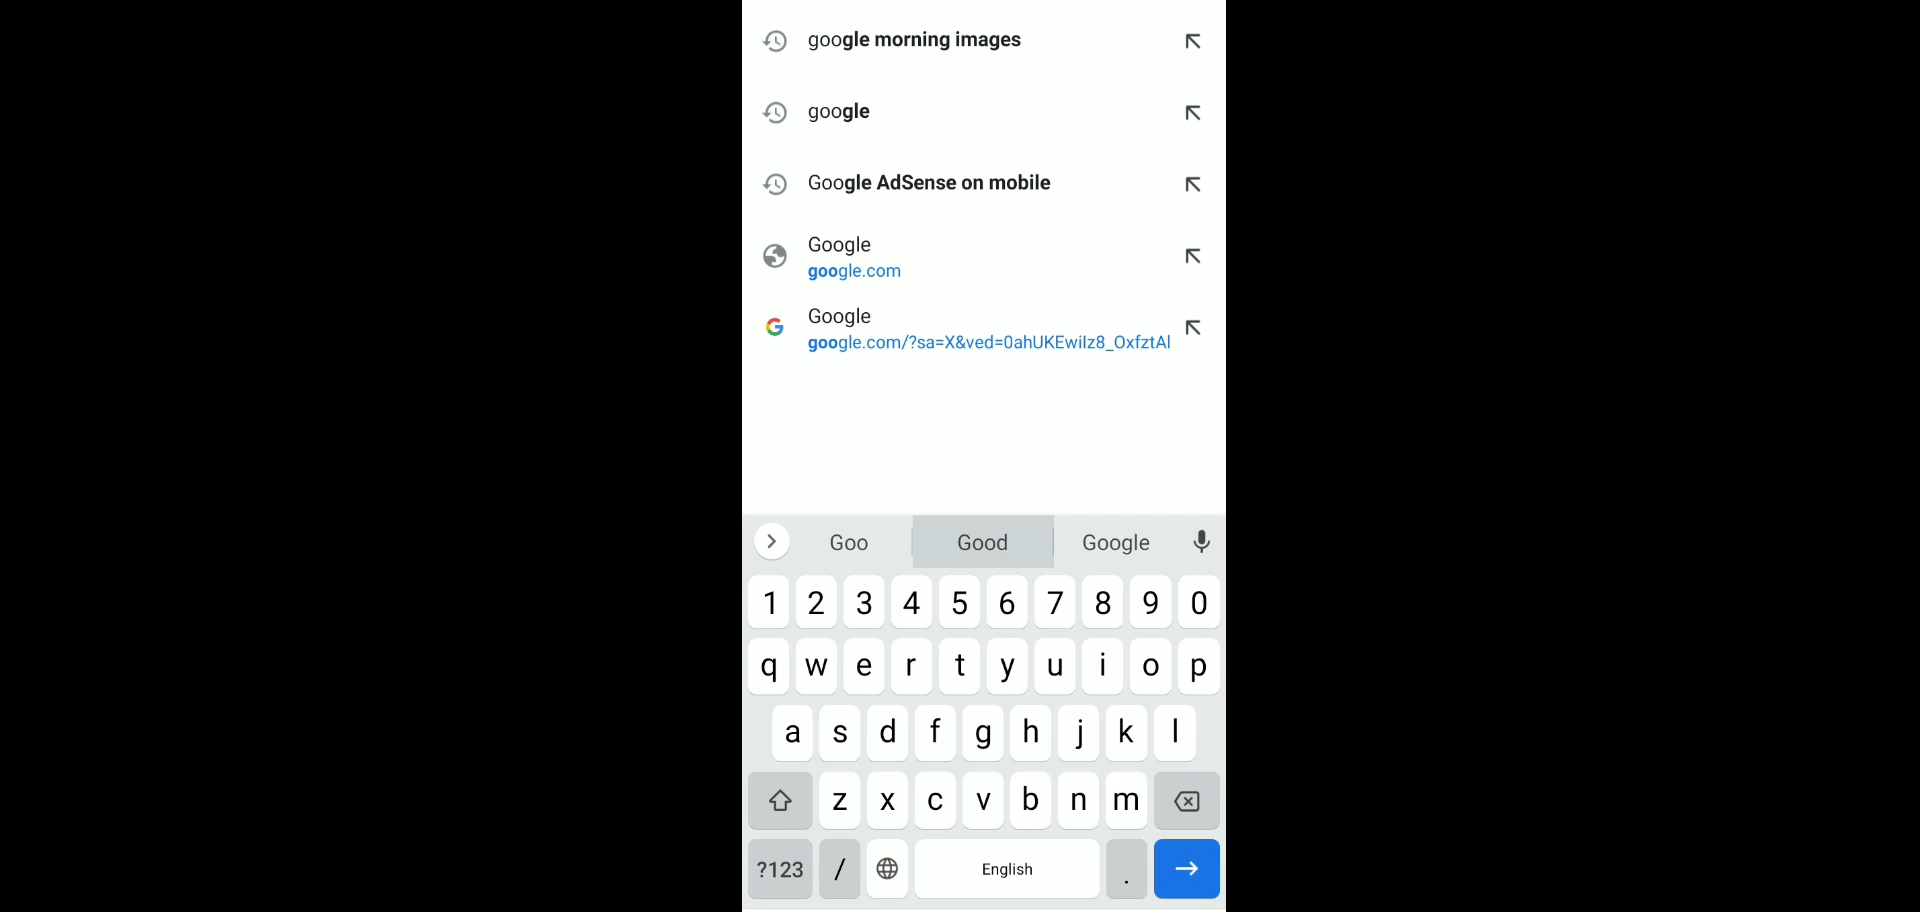 google morning images
google
Google AdSense on mobile
Google
google.com
Google
google.com/?sa=X&ved=0ahUKEwiIz8_OxfztAl
Goo Good Google
1 2 3 4 5 6 7 8 9 0
q w e r t y u i o p
a s d f g h j k l
z x c v b n m
?123 / English .